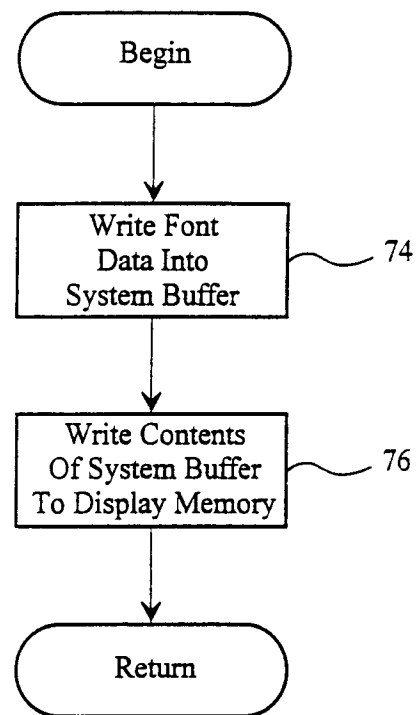 Begin
Write Font
Data Into
System Buffer
74
Write Contents
Of System Buffer
To Display Memory
76
Return